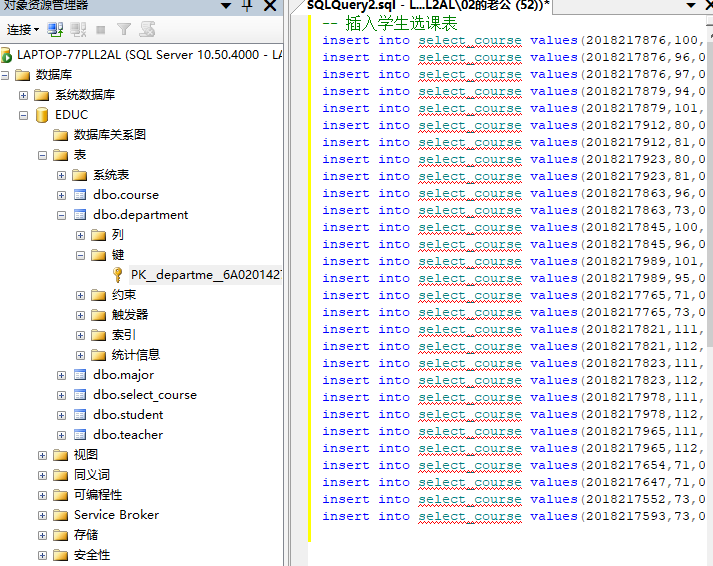 对象资源管理器
连接
LAPTOP-77PLL2AL (SQL Server 10.50.4000 - LA
数据库
系统数据库
EDUC
数据库关系图
表
系统表
dbo.course
dbo.department
列
键
PK__departme__6A020142
约束
触发器
索引
统计信息
dbo.major
dbo.select_course
dbo.student
dbo.teacher
视图
同义词
可编程性
Service Broker
存储
安全性
SQLQuery2.sql - L...L2AL\02的老公 (52))*
-- 插入学生选课表
insert into select_course values(2018217876,100,
insert into select_course values(2018217876,96,0
insert into select_course values(2018217876,97,0
insert into select_course values(2018217879,94,0
insert into select_course values(2018217879,101,
insert into select_course values(2018217912,80,0
insert into select_course values(2018217912,81,0
insert into select_course values(2018217923,80,0
insert into select_course values(2018217923,81,0
insert into select_course values(2018217863,96,0
insert into select_course values(2018217863,73,0
insert into select_course values(2018217845,100,
insert into select_course values(2018217845,96,0
insert into select_course values(2018217989,101,
insert into select_course values(2018217989,95,0
insert into select_course values(2018217765,71,0
insert into select_course values(2018217765,73,0
insert into select_course values(2018217821,111,
insert into select_course values(2018217821,112,
insert into select_course values(2018217823,111,
insert into select_course values(2018217823,112,
insert into select_course values(2018217978,111,
insert into select_course values(2018217978,112,
insert into select_course values(2018217965,111,
insert into select_course values(2018217965,112,
insert into select_course values(2018217654,71,0
insert into select_course values(2018217647,71,0
insert into select_course values(2018217552,73,0
insert into select_course values(2018217593,73,0